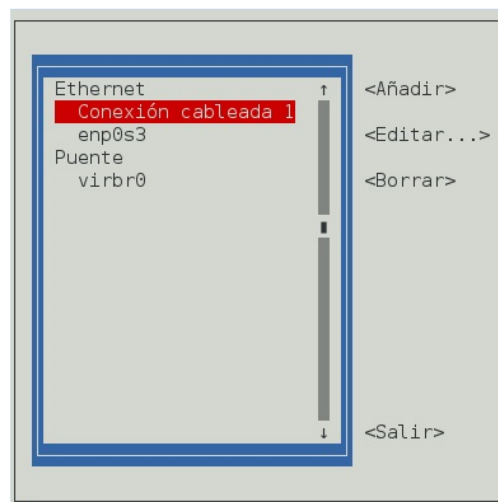 Ethernet
Conexión cableada 1
enp0s3
Puente
virbr0
<Añadir>
<Editar...>
<Borrar>
<Salir>